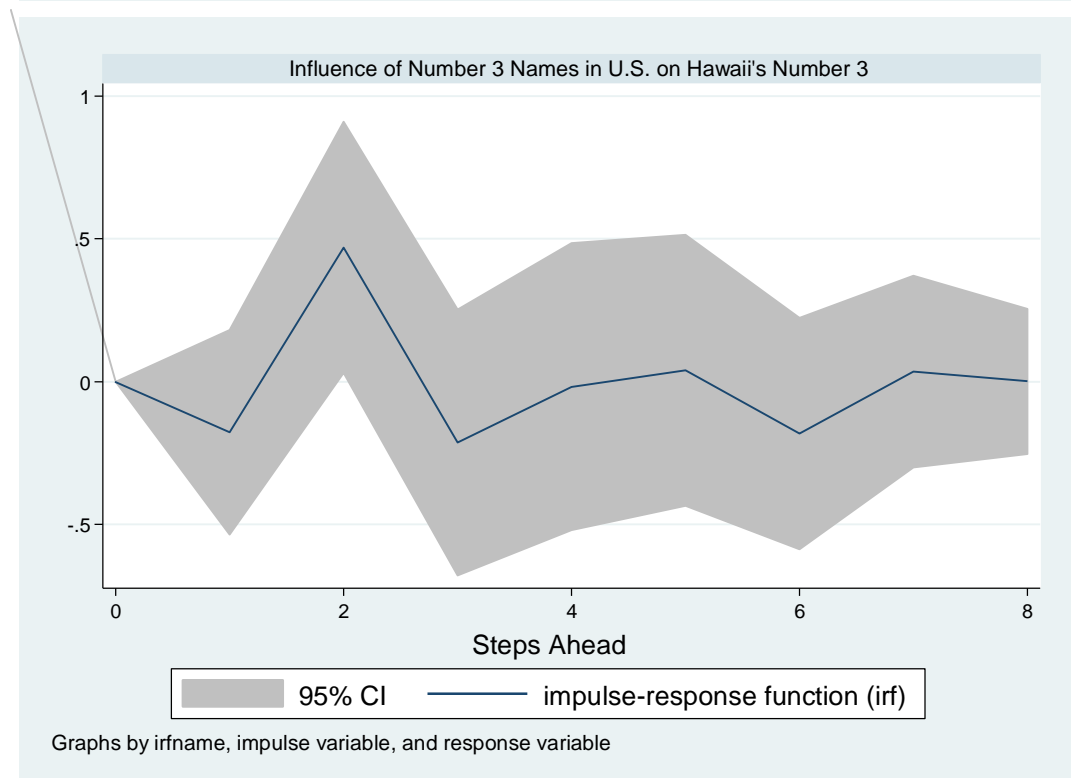 Influence of Number 3 Names in U.S. on Hawaii's Number 3
1
.5
0
-.5
0 2 4 6 8
Steps Ahead
95% CI impulse-response function (irf)
Graphs by irfname, impulse variable, and response variable